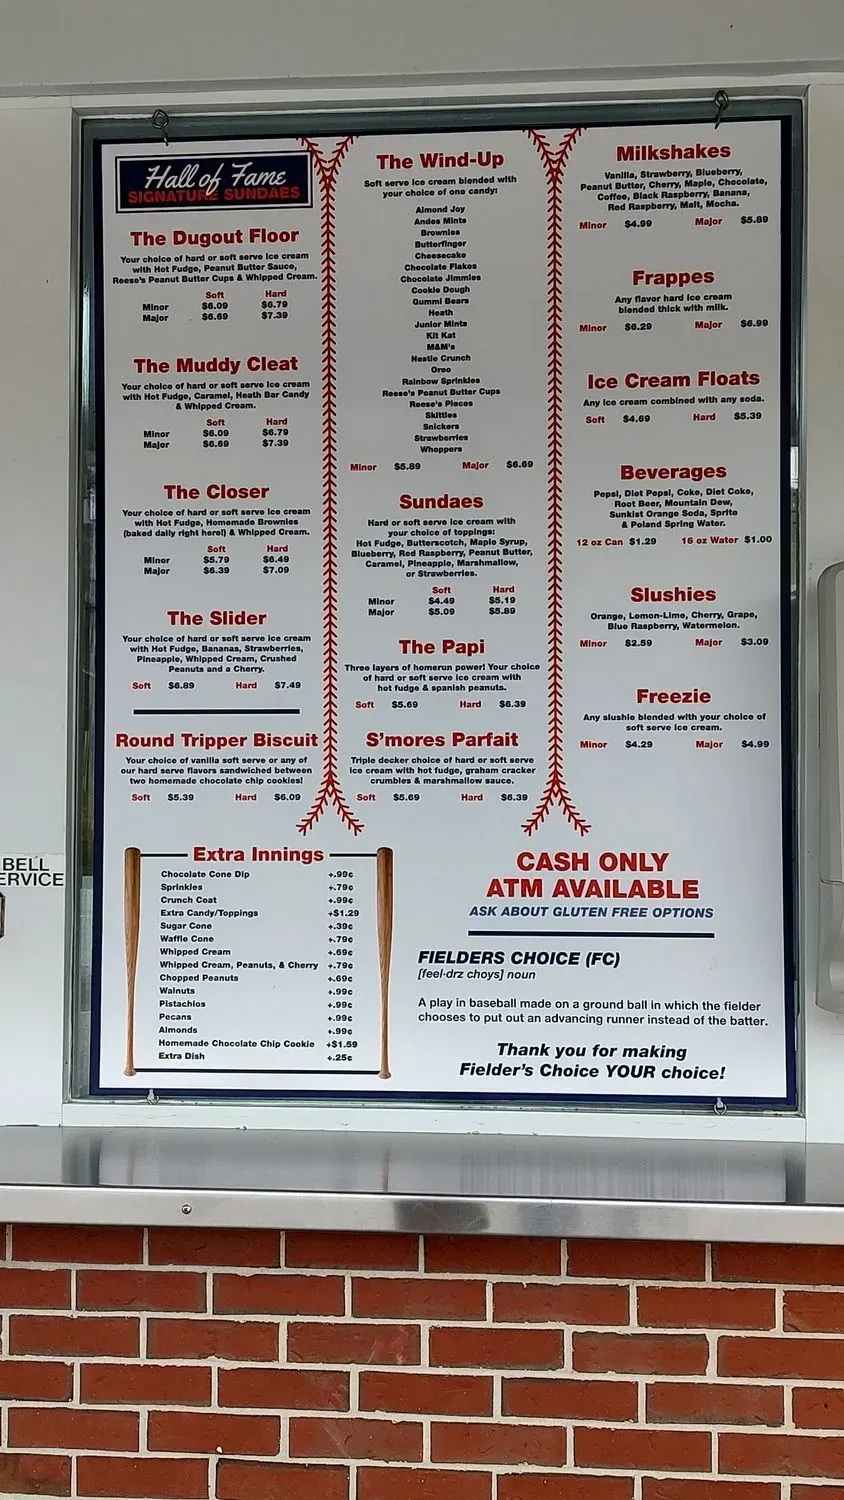 Hall of Fame
SIGNATURE SUNDAES
The Dugout Floor
Your choice of hard or soft serve ice cream
with Hot Fudge, Peanut Butter Sauce,
Reese's Peanut Butter Cups & Whipped Cream.
Soft Hard
Minor $6.09 $6.79
Major $6.69 $7.39
The Muddy Cleat
Your choice of hard or soft serve ice cream
with Hot Fudge, Caramel, Heath Bar Candy
& Whipped Cream.
Soft Hard
Minor $6.09 $6.79
Major $6.69 $7.39
The Closer
Your choice of hard or soft serve ice cream
with Hot Fudge, Homemade Brownies
(baked daily right here!) & Whipped Cream.
Soft Hard
Minor $5.79 $6.49
Major $6.39 $7.09
The Slider
Your choice of hard or soft serve ice cream
with Hot Fudge, Bananas, Strawberries,
Pineapple, Whipped Cream, Crushed
Peanuts and a Cherry.
Soft $6.89 Hard $7.49
Round Tripper Biscuit
Your choice of vanilla soft serve or any of
our hard serve flavors sandwiched between
two homemade chocolate chip cookies!
Soft $5.39 Hard $6.09
The Wind-Up
Soft serve ice cream blended with
your choice of one candy:
Almond Joy
Andes Mints
Brownies
Butterfinger
Cheesecake
Chocolate Flakes
Chocolate Jimmies
Cookie Dough
Gummi Bears
Heath
Junior Mints
Kit Kat
M&M's
Nestle Crunch
Oreo
Rainbow Sprinkles
Reese's Peanut Butter Cups
Reese's Pieces
Skittles
Snickers
Strawberries
Whoppers
Minor $5.89 Major $6.69
Sundaes
Hard or soft serve ice cream with
your choice of toppings:
Hot Fudge, Butterscotch, Maple Syrup,
Blueberry, Red Raspberry, Peanut Butter,
Caramel, Pineapple, Marshmallow,
or Strawberries.
Soft Hard
Minor $4.49 $5.19
Major $5.09 $5.89
The Papi
Three layers of homerun power! Your choice
of hard or soft serve ice cream with
hot fudge & spanish peanuts.
Soft $5.69 Hard $6.39
S'mores Parfait
Triple decker choice of hard or soft serve
ice cream with hot fudge, graham cracker
crumbles & marshmallow sauce.
Soft $5.69 Hard $6.39
Milkshakes
Vanilla, Strawberry, Blueberry,
Peanut Butter, Cherry, Maple, Chocolate,
Coffee, Black Raspberry, Banana,
Red Raspberry, Malt, Mocha.
Minor $4.99 Major $5.89
Frappes
Any flavor hard ice cream
blended thick with milk.
Minor $6.29 Major $6.99
Ice Cream Floats
Any ice cream combined with any soda.
Soft $4.69 Hard $5.39
Beverages
Pepsi, Diet Pepsi, Coke, Diet Coke,
Root Beer, Mountain Dew,
Sunkist Orange Soda, Sprite
& Poland Spring Water.
12 oz Can $1.29 16 oz Water $1.00
Slushies
Orange, Lemon-Lime, Cherry, Grape,
Blue Raspberry, Watermelon.
Minor $2.59 Major $3.09
Freezie
Any slushie blended with your choice of
soft serve ice cream.
Minor $4.29 Major $4.99
Extra Innings
Chocolate Cone Dip +.99¢
Sprinkles +.79¢
Crunch Coat +.99¢
Extra Candy/Toppings +$1.29
Sugar Cone +.39¢
Waffle Cone +.79¢
Whipped Cream +.69¢
Whipped Cream, Peanuts, & Cherry +.79¢
Chopped Peanuts +.69¢
Walnuts +.99¢
Pistachios +.99¢
Pecans +.99¢
Almonds +.99¢
Homemade Chocolate Chip Cookie +$1.59
Extra Dish +.25¢
CASH ONLY
ATM AVAILABLE
ASK ABOUT GLUTEN FREE OPTIONS
FIELDERS CHOICE (FC)
[feel·drz choys] noun
A play in baseball made on a ground ball in which the fielder
chooses to put out an advancing runner instead of the batter.
Thank you for making
Fielder's Choice YOUR choice!
BELL
ERVICE